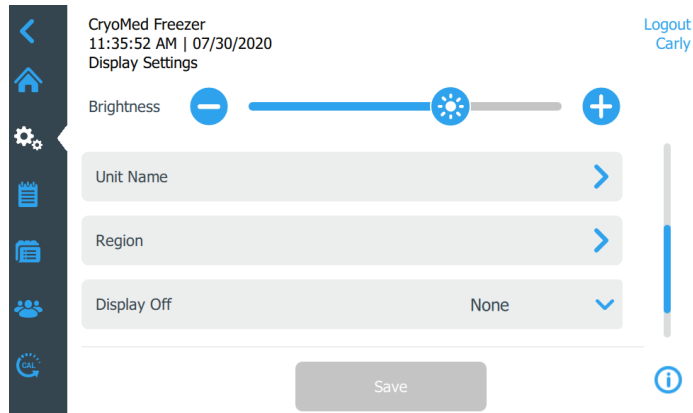 CryoMed Freezer
11:35:52 AM | 07/30/2020
Display Settings
Logout
Carly
Brightness
Unit Name
Region
Display Off None
CAL
Save